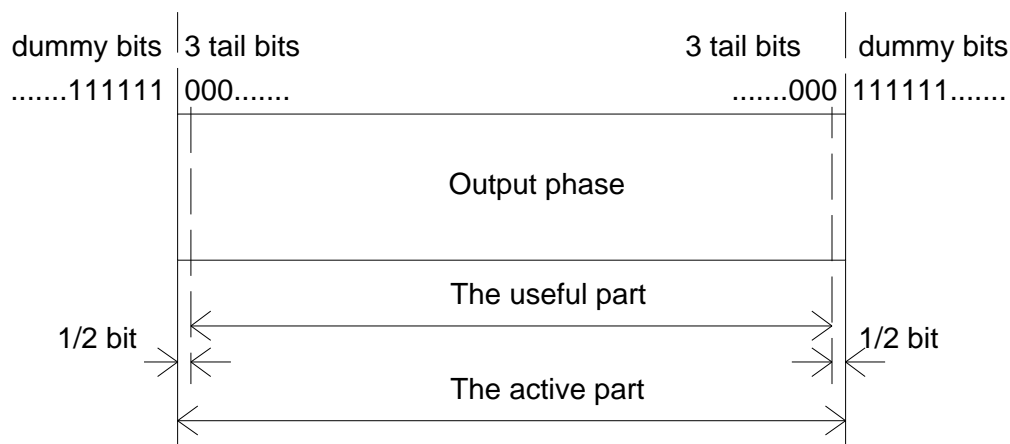 dummy bits 3 tail bits 3 tail bits dummy bits
.......111111 000....... .......000 111111.......
Output phase
The useful part
1/2 bit 1/2 bit
The active part